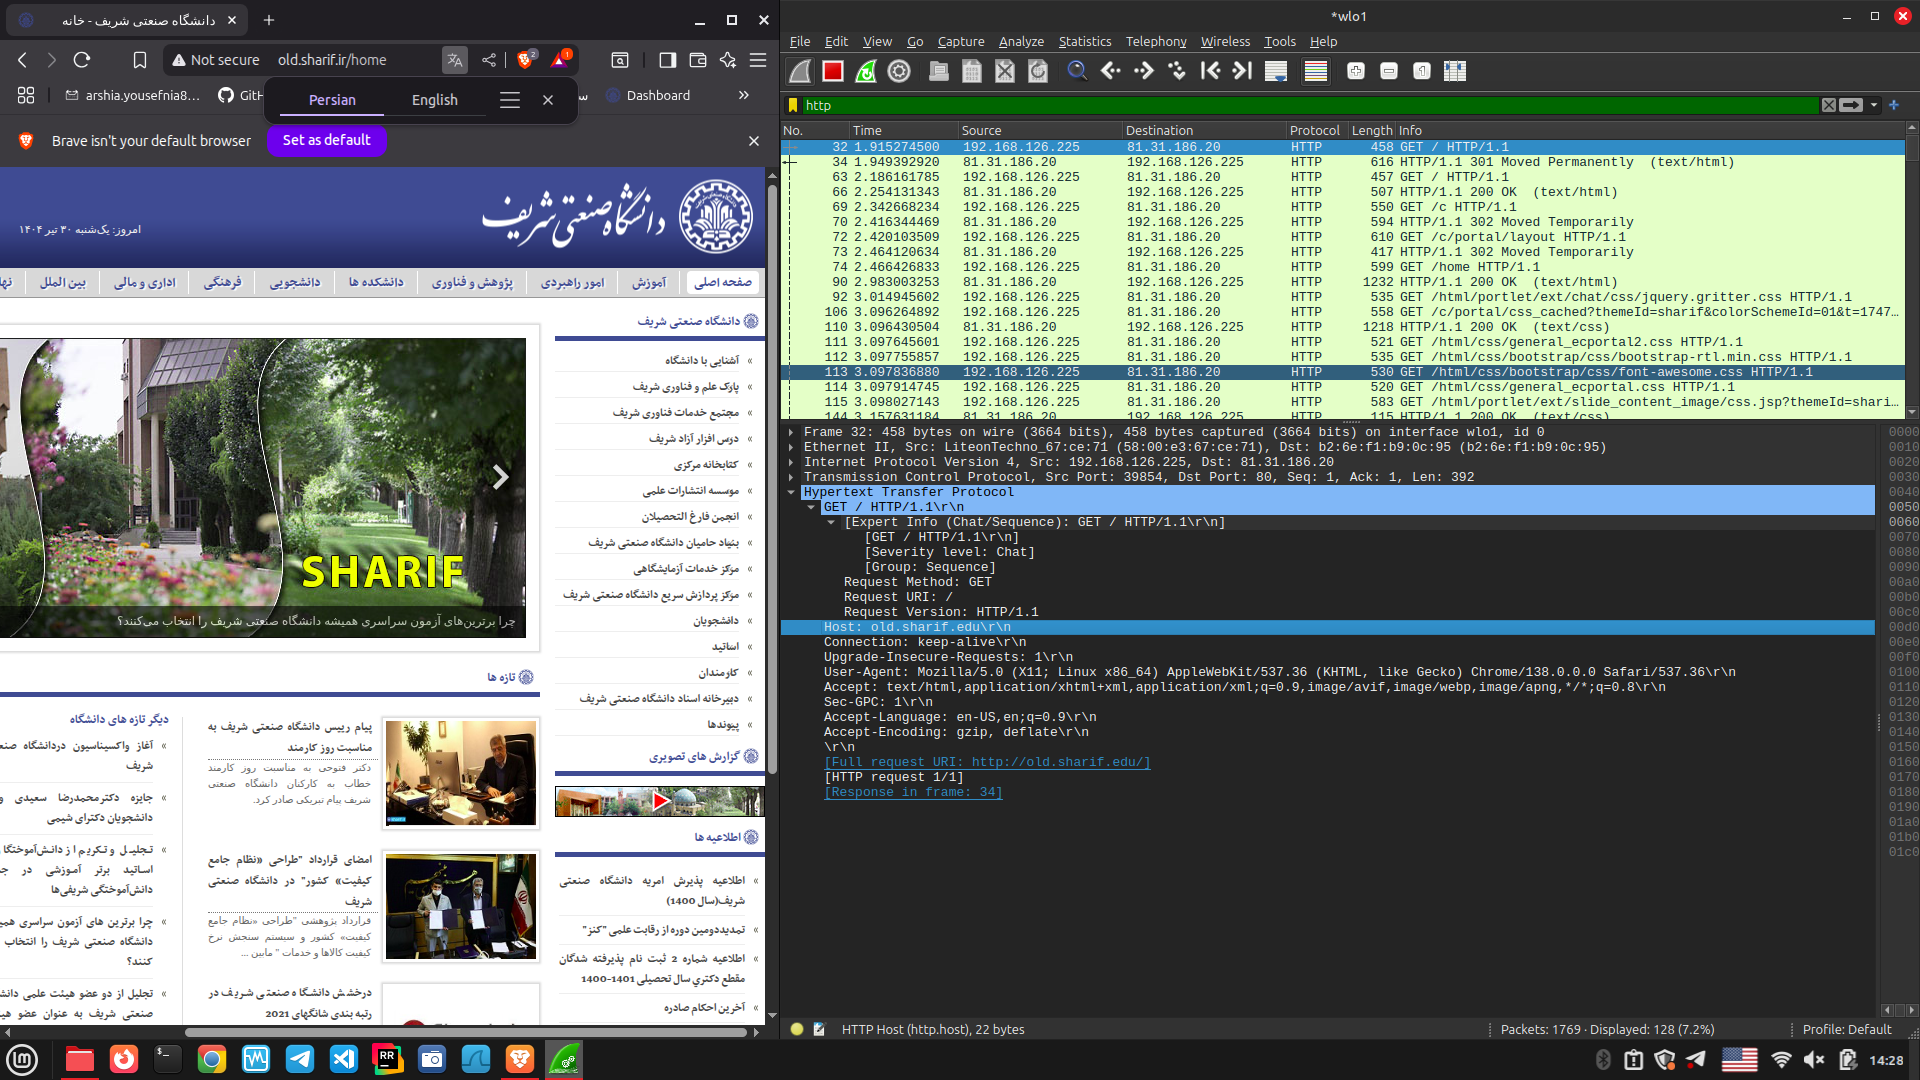 دانشگاه صنعتی شریف - خانه
Not secure old.sharif.ir/home
2
1
arshia.yousefnia8...
GitH
Dashboard
Persian
English
Brave isn't your default browser
Set as default
دانشگاه صنعتی شریف
امروز: یک‌شنبه ۳۰ تیر ۱۴۰۴
صفحه اصلی
آموزش
امور راهبردی
پژوهش و فناوری
دانشکده ها
دانشجویی
فرهنگی
اداری و مالی
بین الملل
نها
دانشگاه صنعتی شریف
آشنایی با دانشگاه
پارک علم و فناوری شریف
مجتمع خدمات فناوری شریف
درس افزار آزاد شریف
کتابخانه مرکزی
موسسه انتشارات علمی
انجمن فارغ التحصیلان
بنیاد حامیان دانشگاه صنعتی شریف
مرکز خدمات آزمایشگاهی
مرکز پردازش سریع دانشگاه صنعتی شریف
دانشجویان
اساتید
کارمندان
دبیرخانه اسناد دانشگاه صنعتی شریف
پیوندها
گزارش های تصویری
اطلاعیه ها
اطلاعیه پذیرش امریه دانشگاه صنعتی
شریف(سال 1400)
تمدیددومین دوره از رقابت علمی "کنز"
اطلاعیه شماره 2 ثبت نام پذیرفته شدگان
مقطع دکتري سال تحصیلی 1401-1400
آخرین احکام صادره
SHARIF
چرا برترین‌های آزمون سراسری همیشه دانشگاه صنعتی شریف را انتخاب می‌کنند؟
تازه ها
پیام رییس دانشگاه صنعتی شریف به
مناسبت روز کارمند
دکتر فتوحی به مناسبت روز کارمند
خطاب به کارکنان دانشگاه صنعتی
شریف پیام تبریکی صادر کرد.
امضای قرارداد "طراحی «نظام جامع
کیفیت» کشور" در دانشگاه صنعتی
شریف
قرارداد پژوهشی "طراحی «نظام جامع
کیفیت» کشور و سیستم سنجش نرخ
کیفیت کالاها و خدمات " مابین ...
درخشش دانشگاه صنعتی شریف در
رتبه بندی شانگهای 2021
دیگر تازه های دانشگاه
آغاز واکسیناسیون دردانشگاه صنع
شریف
جایزه دکترمحمدرضا سعیدی و
دانشجویان دکترای شیمی
تجلیل و تکریم از دانش‌آموختگا
اساتید برتر آموزشی در ج
دانش‌آموختگی شریفی‌ها
چرا برترین های آزمون سراسری همی
دانشگاه صنعتی شریف را انتخاب
کنند؟
تجلیل از دو عضو هیئت علمی دانش
صنعتی شریف به عنوان عضو هی
*wlo1
File Edit View Go Capture Analyze Statistics Telephony Wireless Tools Help
http
No. Time Source Destination Protocol Length Info
32 1.915274500 192.168.126.225 81.31.186.20 HTTP 458 GET / HTTP/1.1
34 1.949392920 81.31.186.20 192.168.126.225 HTTP 616 HTTP/1.1 301 Moved Permanently (text/html)
63 2.186161785 192.168.126.225 81.31.186.20 HTTP 457 GET / HTTP/1.1
66 2.254131343 81.31.186.20 192.168.126.225 HTTP 507 HTTP/1.1 200 OK (text/html)
69 2.342668234 192.168.126.225 81.31.186.20 HTTP 550 GET /c HTTP/1.1
70 2.416344469 81.31.186.20 192.168.126.225 HTTP 594 HTTP/1.1 302 Moved Temporarily
72 2.420103509 192.168.126.225 81.31.186.20 HTTP 610 GET /c/portal/layout HTTP/1.1
73 2.464120634 81.31.186.20 192.168.126.225 HTTP 417 HTTP/1.1 302 Moved Temporarily
74 2.466426833 192.168.126.225 81.31.186.20 HTTP 599 GET /home HTTP/1.1
90 2.983003253 81.31.186.20 192.168.126.225 HTTP 1232 HTTP/1.1 200 OK (text/html)
92 3.014945602 192.168.126.225 81.31.186.20 HTTP 535 GET /html/portlet/ext/chat/css/jquery.gritter.css HTTP/1.1
106 3.096264892 192.168.126.225 81.31.186.20 HTTP 558 GET /c/portal/css_cached?themeId=sharif&colorSchemeId=01&t=1747...
110 3.096430504 81.31.186.20 192.168.126.225 HTTP 1218 HTTP/1.1 200 OK (text/css)
111 3.097645601 192.168.126.225 81.31.186.20 HTTP 521 GET /html/css/general_ecportal2.css HTTP/1.1
112 3.097755857 192.168.126.225 81.31.186.20 HTTP 535 GET /html/css/bootstrap/css/bootstrap-rtl.min.css HTTP/1.1
113 3.097836880 192.168.126.225 81.31.186.20 HTTP 530 GET /html/css/bootstrap/css/font-awesome.css HTTP/1.1
114 3.097914745 192.168.126.225 81.31.186.20 HTTP 520 GET /html/css/general_ecportal.css HTTP/1.1
115 3.098027143 192.168.126.225 81.31.186.20 HTTP 583 GET /html/portlet/ext/slide_content_image/css.jsp?themeId=shari...
144 3.157631184 81.31.186.20 192.168.126.225 HTTP 115 HTTP/1.1 200 OK (text/css)
Frame 32: 458 bytes on wire (3664 bits), 458 bytes captured (3664 bits) on interface wlo1, id 0
Ethernet II, Src: LiteonTechno_67:ce:71 (58:00:e3:67:ce:71), Dst: b2:6e:f1:b9:0c:95 (b2:6e:f1:b9:0c:95)
Internet Protocol Version 4, Src: 192.168.126.225, Dst: 81.31.186.20
Transmission Control Protocol, Src Port: 39854, Dst Port: 80, Seq: 1, Ack: 1, Len: 392
Hypertext Transfer Protocol
GET / HTTP/1.1\r\n
[Expert Info (Chat/Sequence): GET / HTTP/1.1\r\n]
[GET / HTTP/1.1\r\n]
[Severity level: Chat]
[Group: Sequence]
Request Method: GET
Request URI: /
Request Version: HTTP/1.1
Host: old.sharif.edu\r\n
Connection: keep-alive\r\n
Upgrade-Insecure-Requests: 1\r\n
User-Agent: Mozilla/5.0 (X11; Linux x86_64) AppleWebKit/537.36 (KHTML, like Gecko) Chrome/138.0.0.0 Safari/537.36\r\n
Accept: text/html,application/xhtml+xml,application/xml;q=0.9,image/avif,image/webp,image/apng,*/*;q=0.8\r\n
Sec-GPC: 1\r\n
Accept-Language: en-US,en;q=0.9\r\n
Accept-Encoding: gzip, deflate\r\n
\r\n
[Full request URI: http://old.sharif.edu/]
[HTTP request 1/1]
[Response in frame: 34]
0000
0010
0020
0030
0040
0050
0060
0070
0080
0090
00a0
00b0
00c0
00d0
00e0
00f0
0100
0110
0120
0130
0140
0150
0160
0170
0180
0190
01a0
01b0
01c0
HTTP Host (http.host), 22 bytes
Packets: 1769 · Displayed: 128 (7.2%)
Profile: Default
RR
14:28